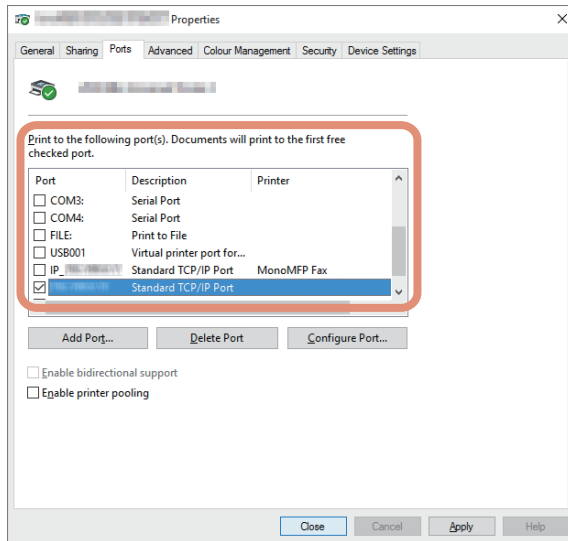 Properties
General Sharing Ports Advanced Colour Management Security Device Settings
Print to the following port(s). Documents will print to the first free
checked port.
Port Description Printer
COM3: Serial Port
COM4: Serial Port
FILE: Print to File
USB001 Virtual printer port for...
IP_ Standard TCP/IP Port MonoMFP Fax
Standard TCP/IP Port
Add Port... Delete Port Configure Port...
Enable bidirectional support
Enable printer pooling
Close Cancel Apply Help